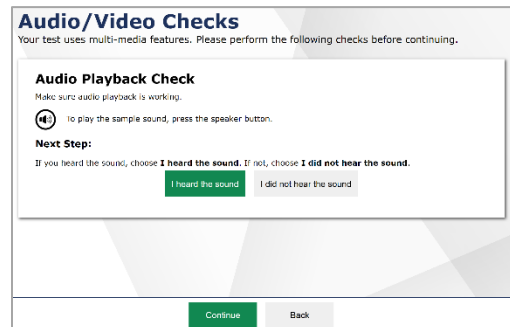 Audio/Video Checks
Your test uses multi-media features. Please perform the following checks before continuing.
Audio Playback Check
Make sure audio playback is working.
To play the sample sound, press the speaker button.
Next Step:
If you heard the sound, choose I heard the sound. If not, choose I did not hear the sound.
I heard the sound I did not hear the sound
Continue Back